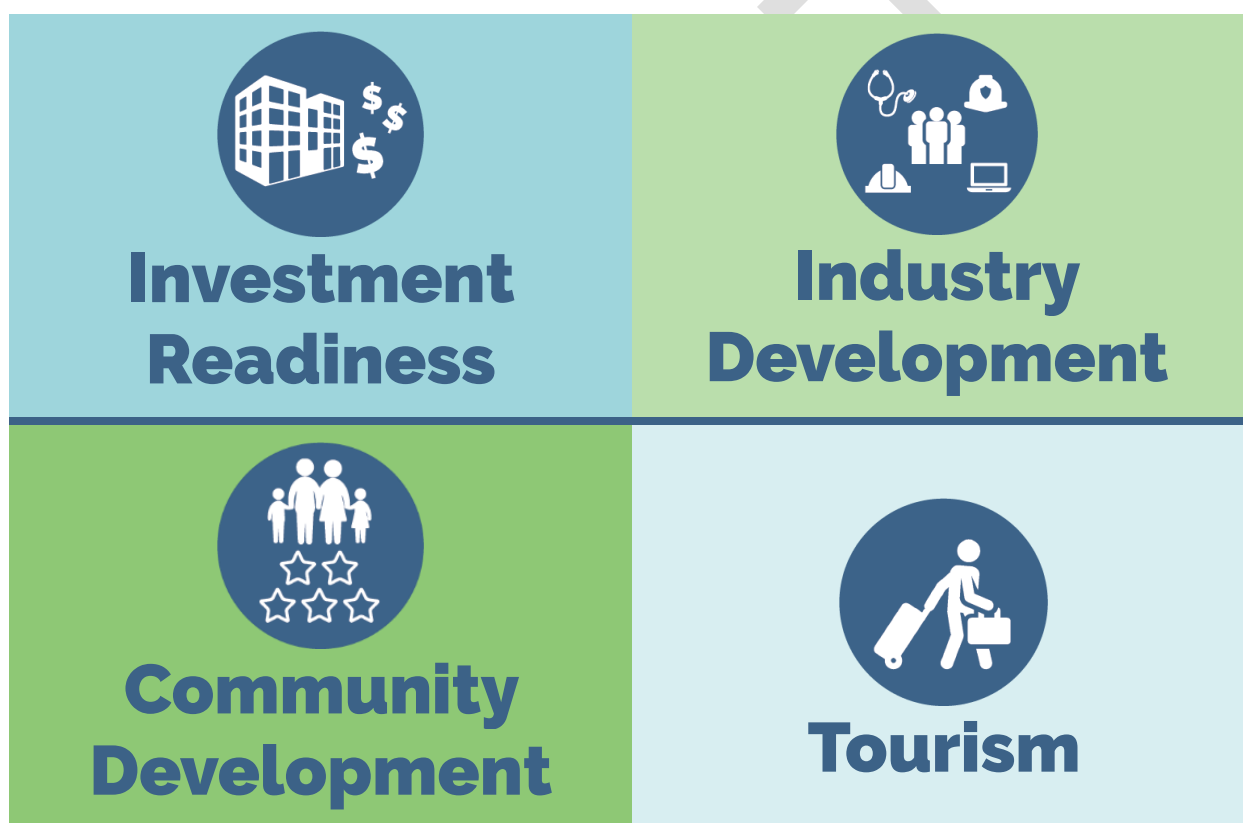 Investment
Readiness
Industry
Development
Community
Development
Tourism